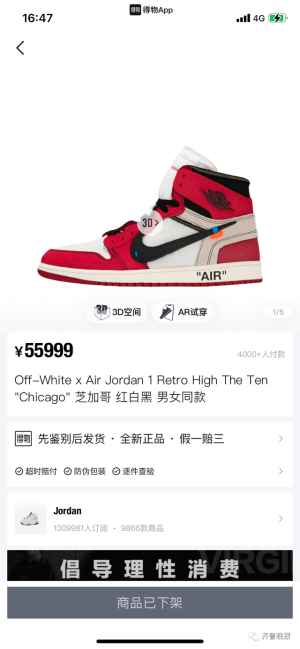 16:47
得物App
4G
3D
"AIR"
3D空间
AR试穿
1/5
¥55999
4000+人付款
Off-White x Air Jordan 1 Retro High The Ten
"Chicago" 芝加哥 红白黑 男女同款
得物
先鉴别后发货 · 全新正品 · 假一赔三
超时赔付
防伪包装
逐件查验
Jordan
1309981人订阅 · 9866款商品
VIRGI
倡导理性消费
商品已下架